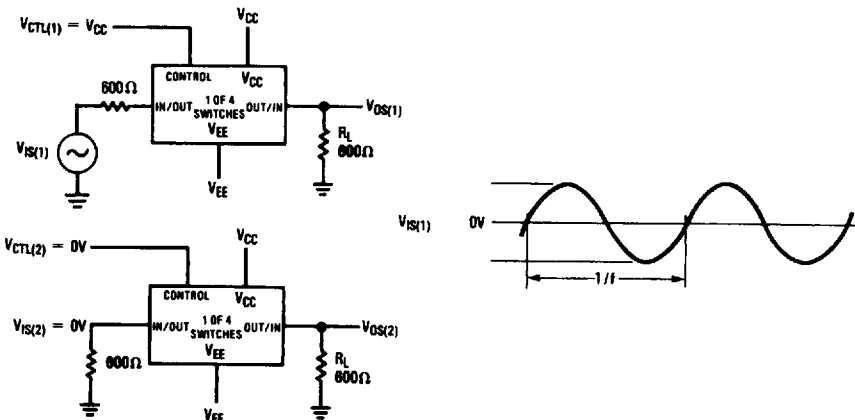 V_CTL(1) = V_CC
V_CC
600Ω
CONTROL
V_CC
IN/OUT
1 OF 4
SWITCHES
OUT/IN
V_OS(1)
V_EE
V_IS(1)
R_L
600Ω
V_EE
V_IS(1)
0V
1/f
V_CTL(2) = 0V
V_CC
CONTROL
V_CC
V_IS(2) = 0V
IN/OUT
1 OF 4
SWITCHES
OUT/IN
V_OS(2)
V_EE
600Ω
R_L
600Ω
V_EE